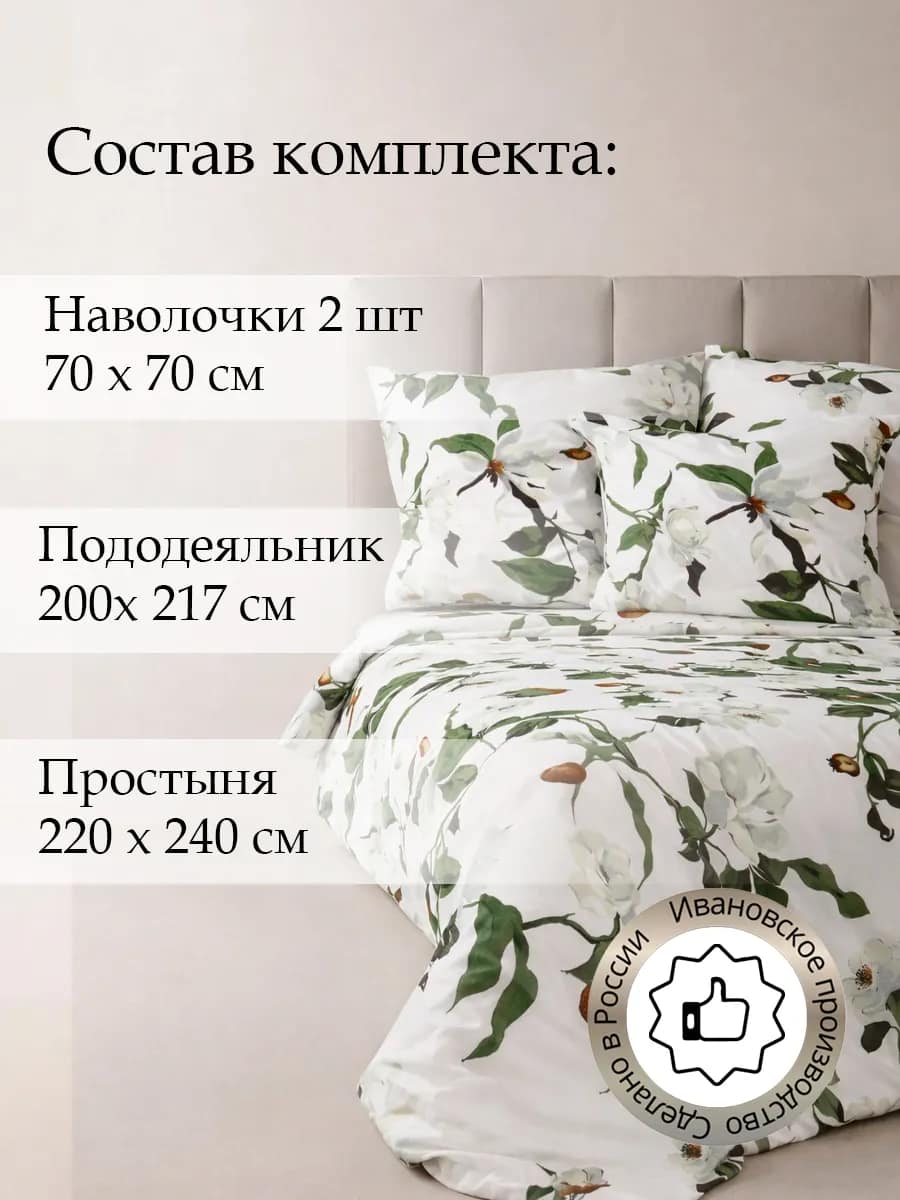 Состав комплекта:
Наволочки 2 шт
70 x 70 см
Пододеяльник
200x 217 см
Простыня
220 x 240 см
Сделано в России
Ивановское производство